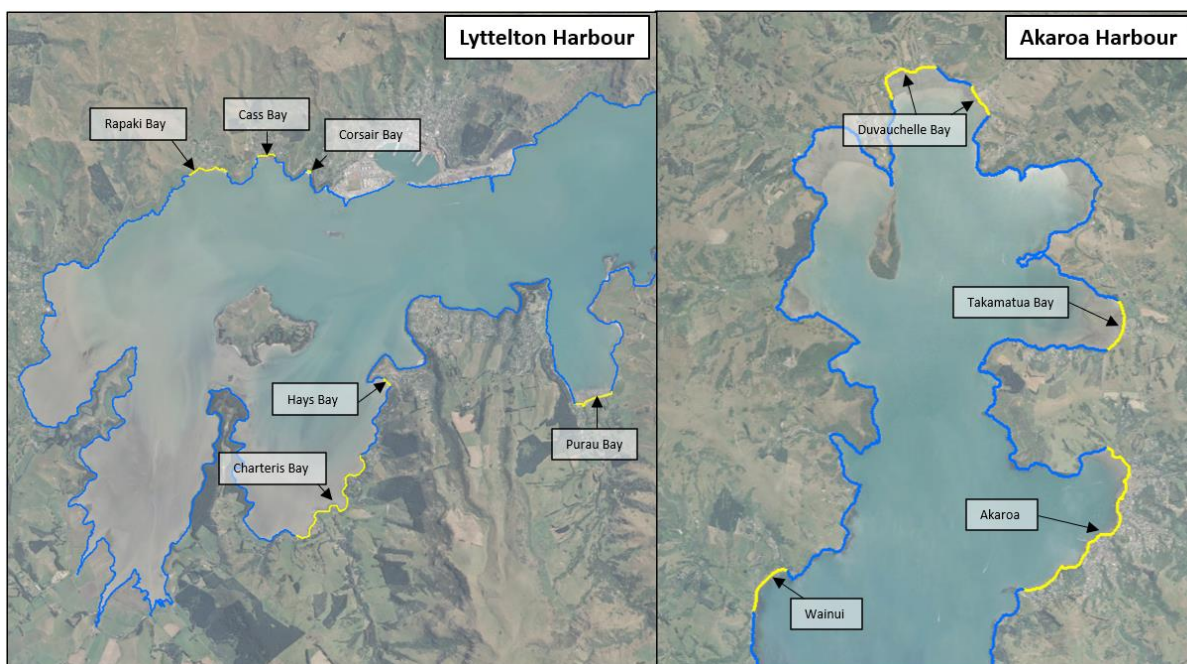 Lyttelton Harbour
Rapaki Bay
Cass Bay
Corsair Bay
Hays Bay
Charteris Bay
Purau Bay
Akaroa Harbour
Duvauchelle Bay
Takamatua Bay
Akaroa
Wainui